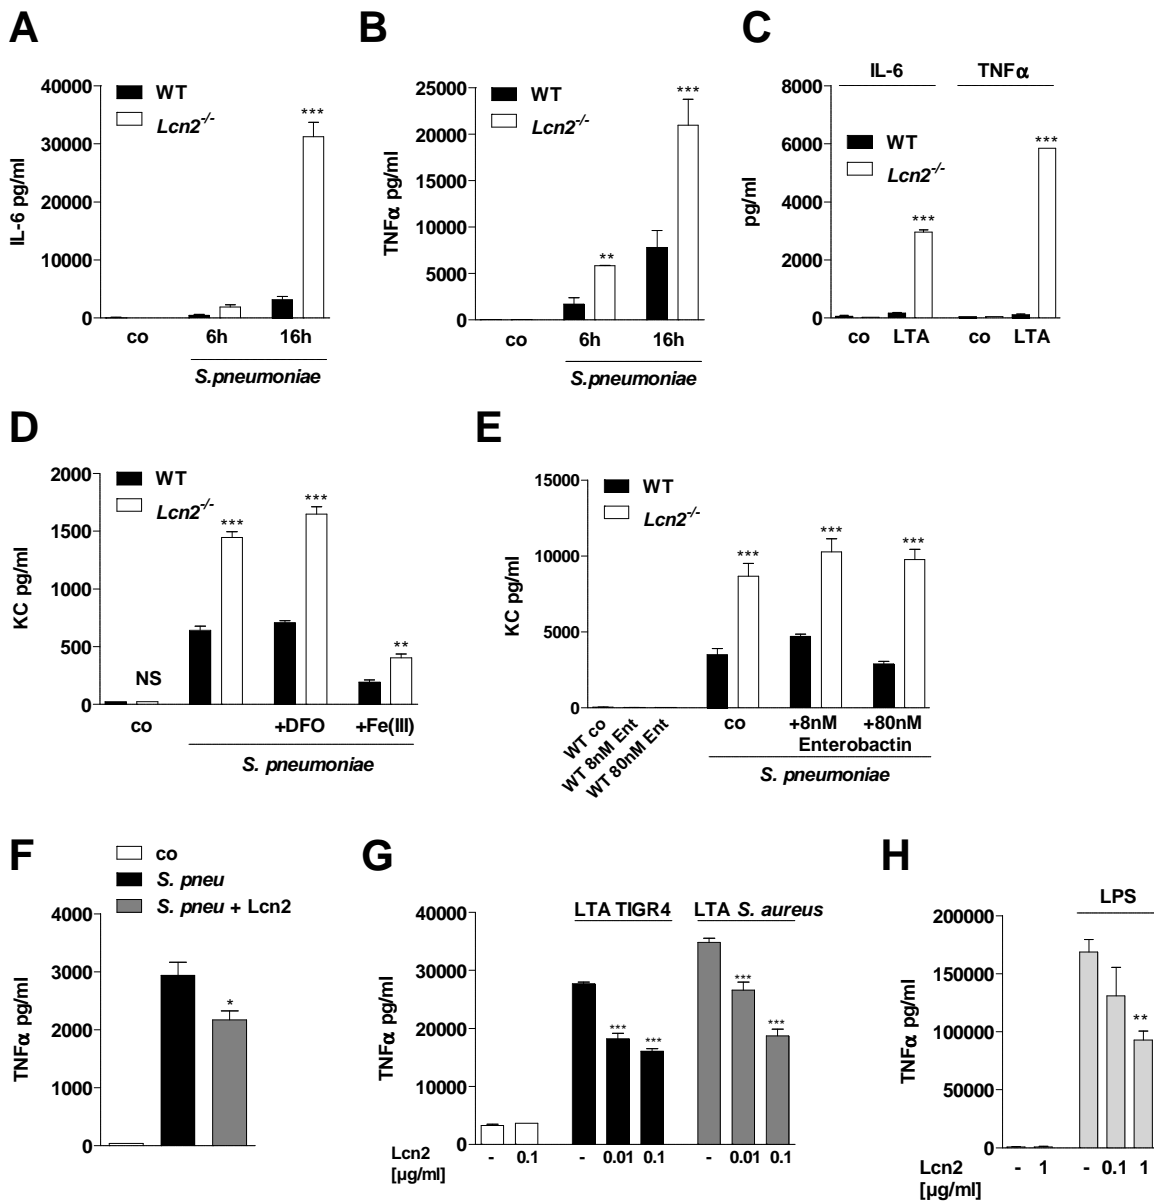 A
WT
Lcn2-/-
IL-6 pg/ml
40000
30000
20000
10000
0
***
co 6h 16h
S.pneumoniae
B
WT
Lcn2-/-
TNFα pg/ml
25000
20000
15000
10000
5000
0
**
***
co 6h 16h
S.pneumoniae
C
IL-6 TNFα
WT
Lcn2-/-
pg/ml
8000
6000
4000
2000
0
***
***
co LTA co LTA
D
WT
Lcn2-/-
KC pg/ml
2000
1500
1000
500
0
NS
***
***
**
co +DFO +Fe(III)
S. pneumoniae
E
WT
Lcn2-/-
KC pg/ml
15000
10000
5000
0
***
***
***
WT co
WT 8nM Ent
WT 80nM Ent
co +8nM +80nM
Enterobactin
S. pneumoniae
F
co
S. pneu
S. pneu + Lcn2
TNFα pg/ml
4000
3000
2000
1000
0
*
G
LTA TIGR4 LTA S. aureus
TNFα pg/ml
40000
30000
20000
10000
0
***
***
***
***
Lcn2 - 0.1 - 0.01 0.1 - 0.01 0.1
[µg/ml]
H
LPS
TNFα pg/ml
200000
150000
100000
50000
0
**
Lcn2 - 1 - 0.1 1
[µg/ml]